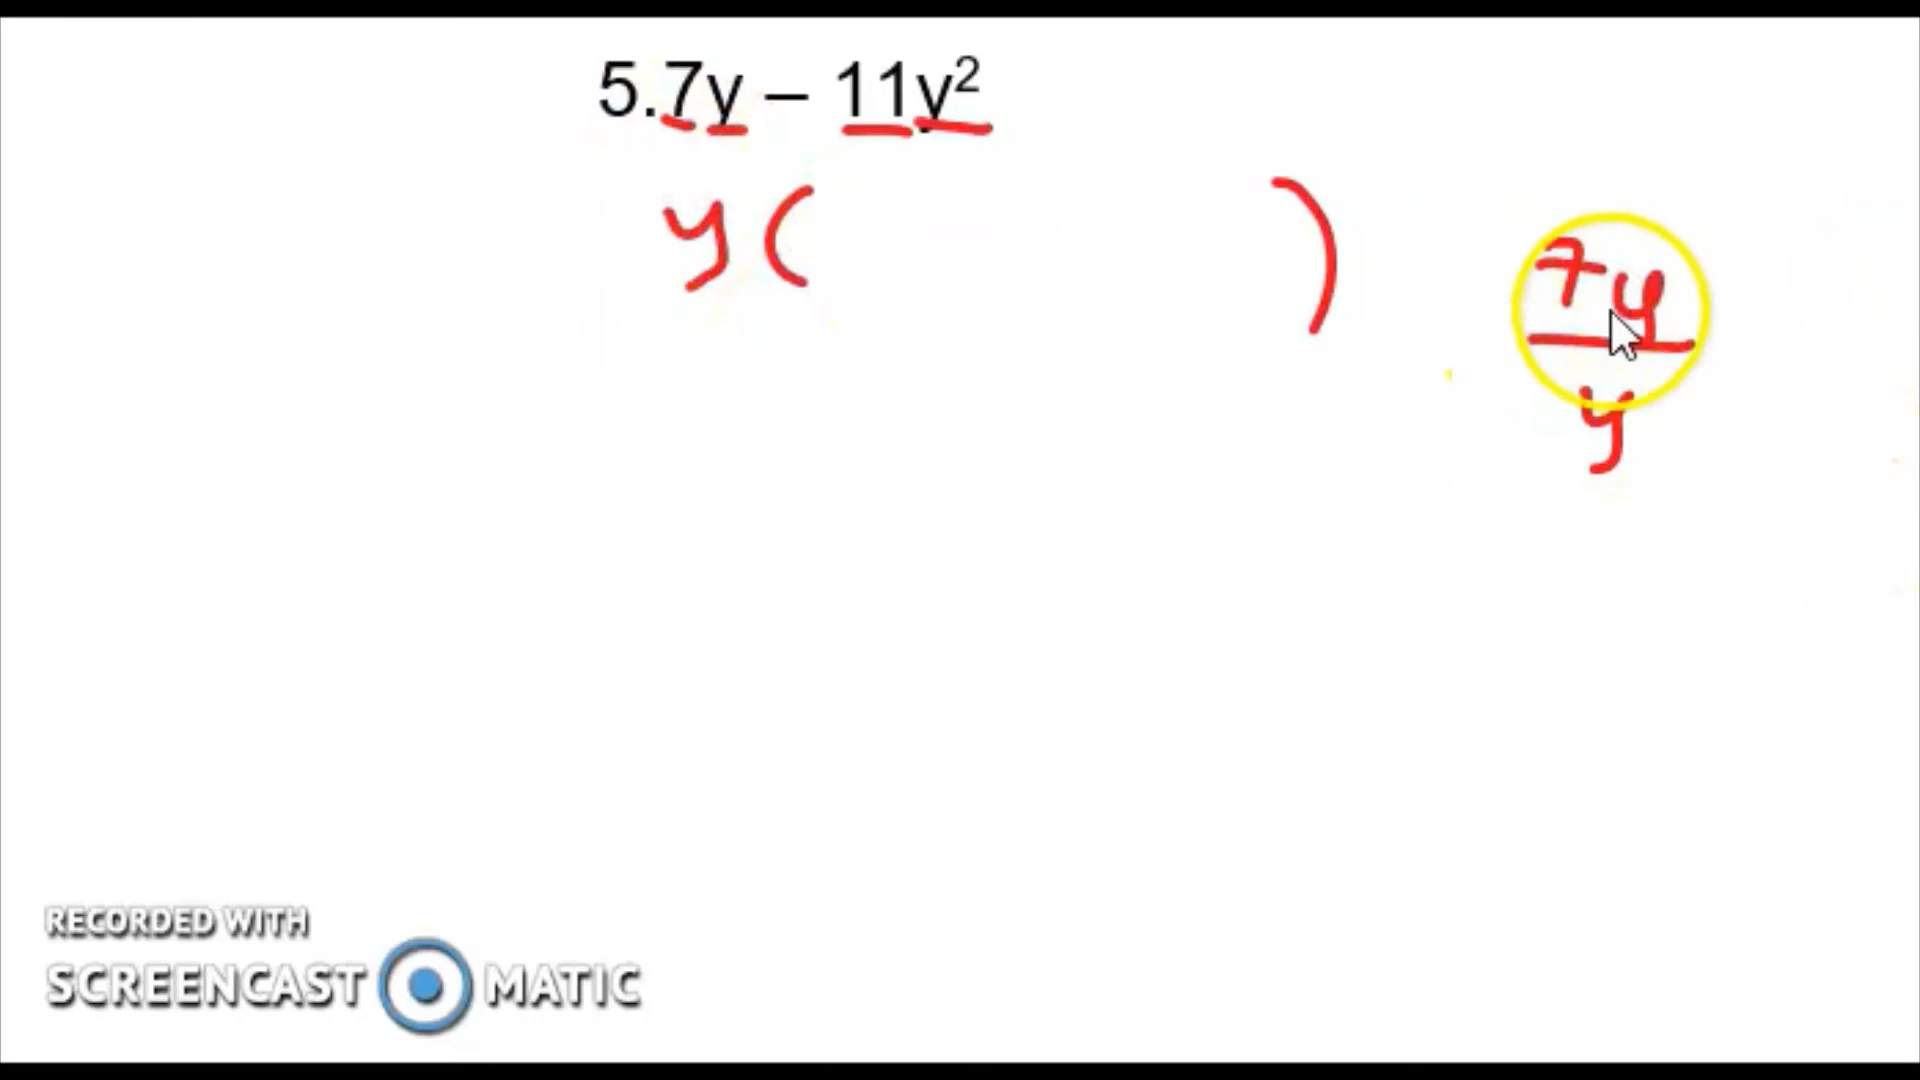 5.7y – 11y²
y( )
7y
y
RECORDED WITH
SCREENCAST MATIC